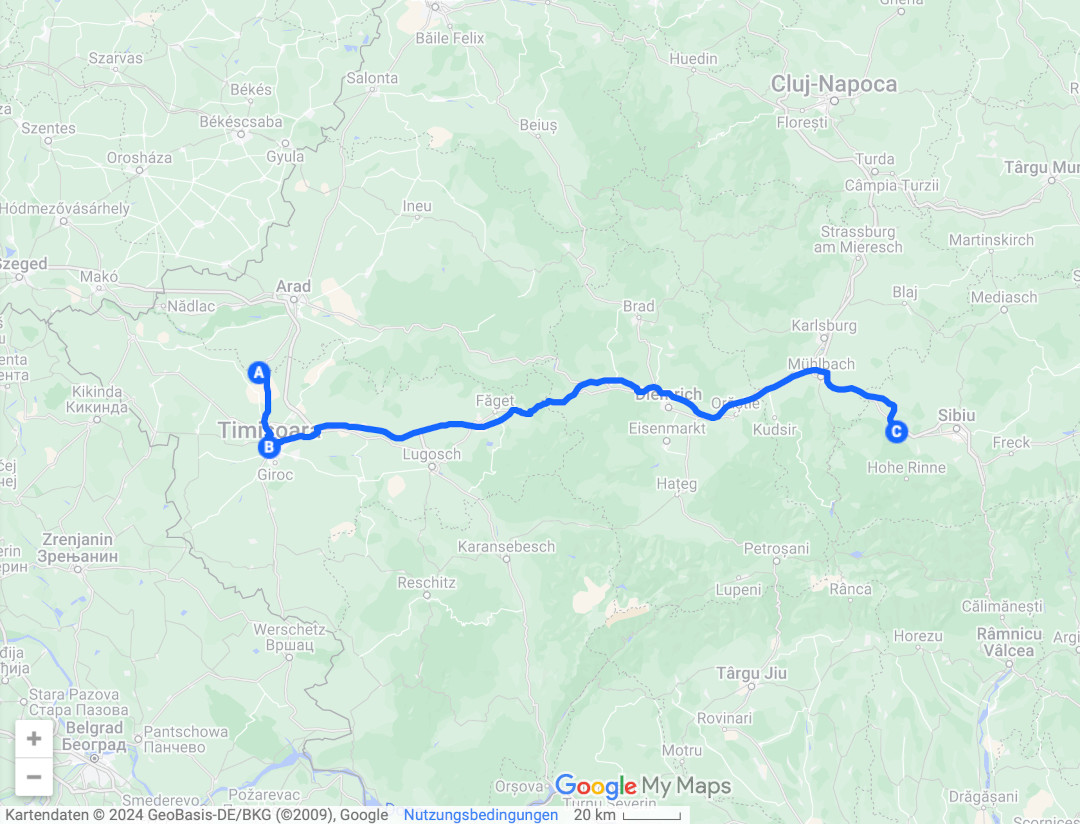 Gherla
Băile Felix
Szarvas
Huedin
Salonta
Cluj-Napoca
Békés
Békéscsaba
Florești
Beiuș
Szentes
Orosháza
Gyula
Turda
Târgu Mur
Câmpia Turzii
Hódmezővásárhely
Ineu
Strassburg
am Mieresch
Martinskirch
Szeged
Makó
Arad
Nădlac
Brad
Blaj
Mediasch
Karlsburg
Mühlbach
A
Kikinda
Кикинда
Făget
Orăștie
Sibiu
Timișoara
B
C
Kudsir
Eisenmarkt
Freck
Lugosch
Giroc
Hohe Rinne
Hațeg
Zrenjanin
Зрењанин
Karansebesch
Petroșani
Reschitz
Lupeni
Rânca
Călimănești
Werschetz
Вршац
Horezu
Râmnicu
Vâlcea
Argi
Târgu Jiu
Stara Pazova
Стара Пазова
Rovinari
Belgrad
Београд
Pantschowa
Панчево
Motru
+
−
Orșova
Google My Maps
Turnu Severin
Smederevo
Požarevac
Drăgășani
Scornices
Kartendaten © 2024 GeoBasis-DE/BKG (©2009), Google
Nutzungsbedingungen
20 km